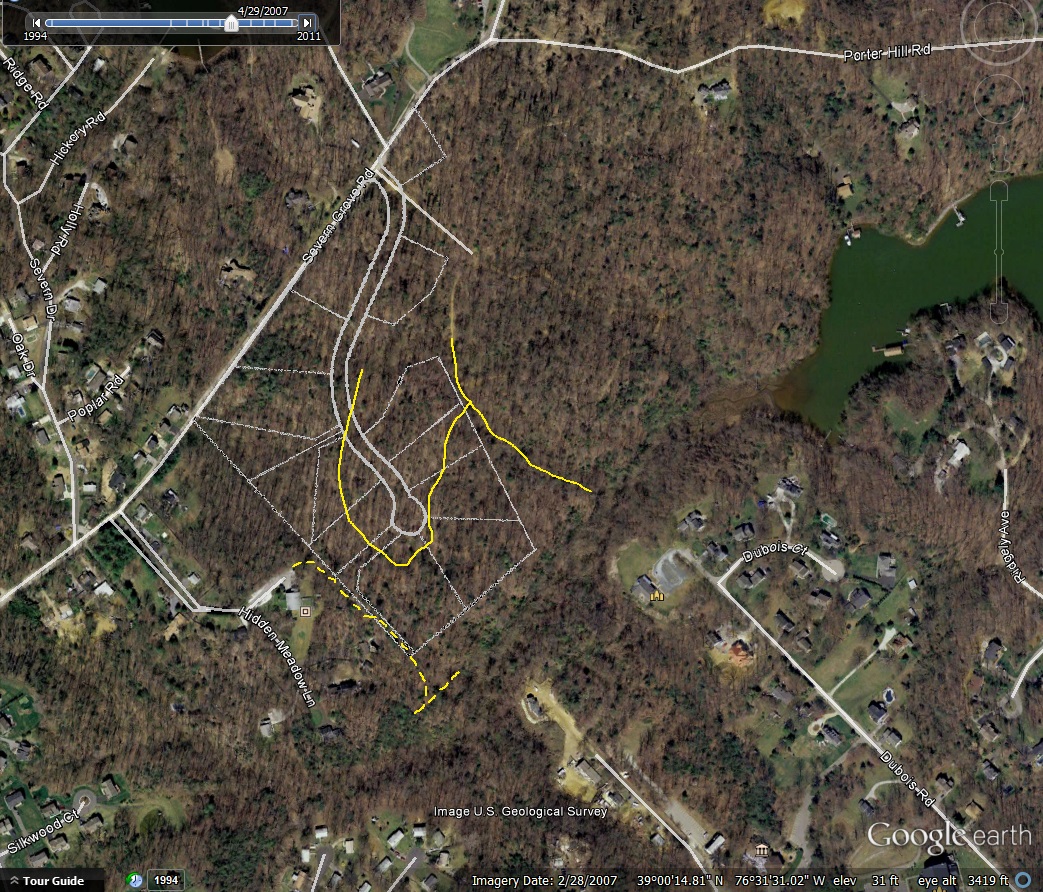 4/29/2007
1994
2011
Porter Hill Rd
Ridge Rd
Hickory Rd
Holly Rd
Severn Grove Rd
Severn Dr
Oak Dr
Poplar Rd
Dubois Ct
Ridgely Ave
Hidden Meadow Ln
Dubois Rd
Silkwood Ct
Image U.S. Geological Survey
Google earth
Tour Guide
1994
Imagery Date: 2/28/2007 39°00'14.81" N 76°31'31.02" W elev 31 ft eye alt 3419 ft